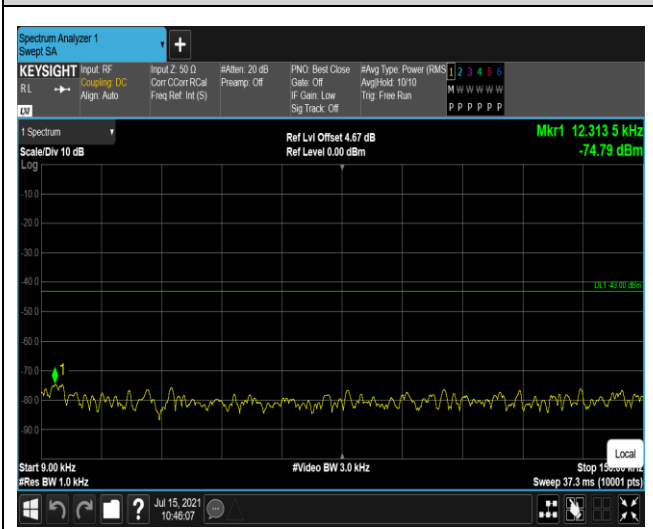 Spectrum Analyzer 1
Swept SA
+
KEYSIGHT
RL
LXI
Input: RF
Coupling: DC
Align: Auto
Input Z: 50 Ω
Corr CCorr RCal
Freq Ref: Int (S)
#Atten: 20 dB
Preamp: Off
PNO: Best Close
Gate: Off
IF Gain: Low
Sig Track: Off
#Avg Type: Power (RMS
Avg|Hold: 10/10
Trig: Free Run
1 2 3 4 5 6
M W W W W W
P P P P P P
1 Spectrum
Scale/Div 10 dB
Log
Ref Lvl Offset 4.67 dB
Ref Level 0.00 dBm
Mkr1 12.313 5 kHz
-74.79 dBm
-10.0
-20.0
-30.0
-40.0
DL1 -43.00 dBm
-50.0
-60.0
-70.0
1
-80.0
-90.0
Local
Start 9.00 kHz
#Res BW 1.0 kHz
#Video BW 3.0 kHz
Stop
Sweep 37.3 ms (10001 pts)
?
Jul 15, 2021
10:46:07